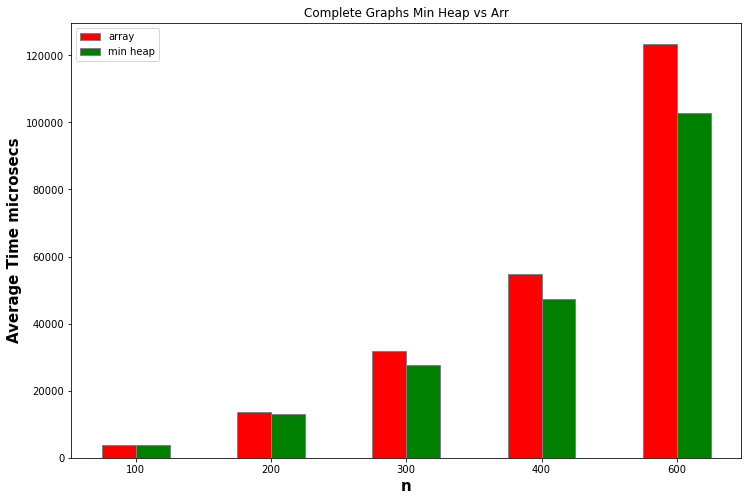 Complete Graphs Min Heap vs Arr
array
min heap
Average Time microsecs
120000
100000
80000
60000
40000
20000
0
100 200 300 400 600
n